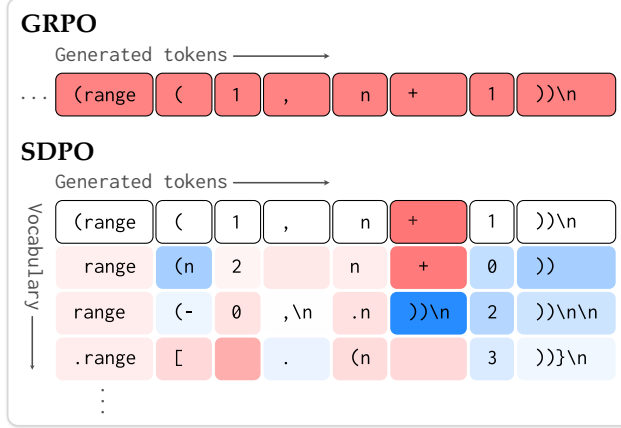 GRPO
Generated tokens
... (range ( 1 , n + 1 ))\n
SDPO
Generated tokens
Vocabulary
(range ( 1 , n + 1 ))\n
range (n 2 n + 0 ))
range (- 0 ,\n .n ))\n 2 ))\n\n
.range [ . (n 3 ))}\n
⋮